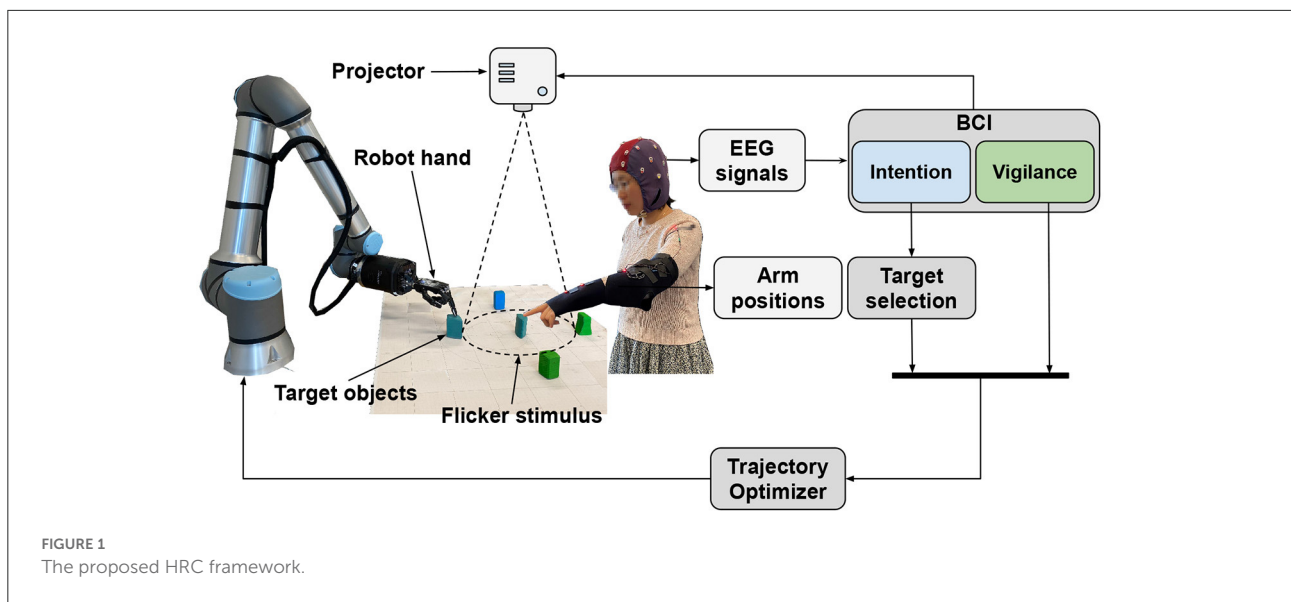 Projector
BCI
EEG
signals
Intention
Vigilance
Robot hand
Arm
positions
Target
selection
Target objects
Flicker stimulus
Trajectory
Optimizer
FIGURE 1
The proposed HRC framework.